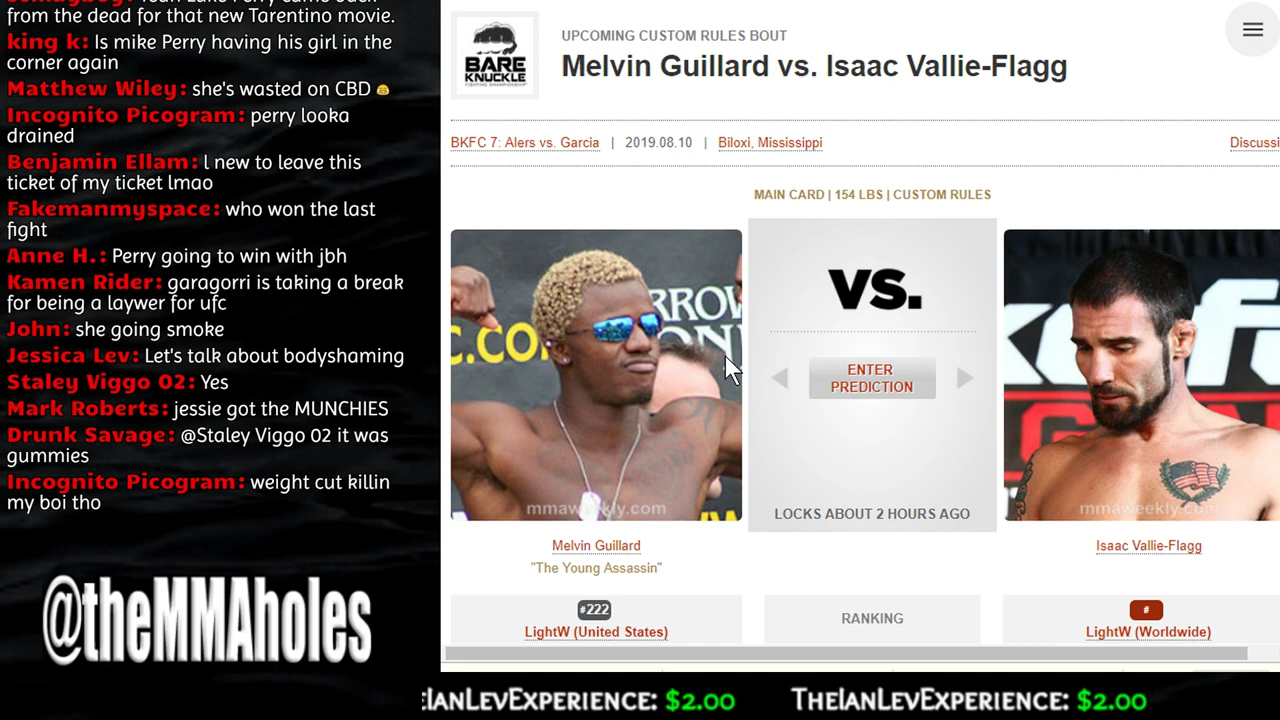 from the dead for that new Tarentino movie.
king k: Is mike Perry having his girl in the
corner again
Matthew Wiley: she's wasted on CBD
Incognito Picogram: perry looka
drained
Benjamin Ellam: l new to leave this
ticket of my ticket lmao
Fakemanmyspace: who won the last
fight
Anne H.: Perry going to win with jbh
Kamen Rider: garagorri is taking a break
for being a laywer for ufc
John: she going smoke
Jessica Lev: Let's talk about bodyshaming
Staley Viggo 02: Yes
Mark Roberts: jessie got the MUNCHIES
Drunk Savage: @Staley Viggo 02 it was
gummies
Incognito Picogram: weight cut killin
my boi tho
@theMMAholes
BARE
KNUCKLE
FIGHTING CHAMPIONSHIP
UPCOMING CUSTOM RULES BOUT
Melvin Guillard vs. Isaac Vallie-Flagg
BKFC 7: Alers vs. Garcia | 2019.08.10 | Biloxi, Mississippi
Discussi
MAIN CARD | 154 LBS | CUSTOM RULES
C.CO
mmaweekly.com
VS.
ENTER
PREDICTION
LOCKS ABOUT 2 HOURS AGO
mmaweekly.com
Melvin Guillard
"The Young Assassin"
Isaac Vallie-Flagg
#222
LightW (United States)
RANKING
#
LightW (Worldwide)
IanLevExperience: $2.00
TheIanLevExperience: $2.00